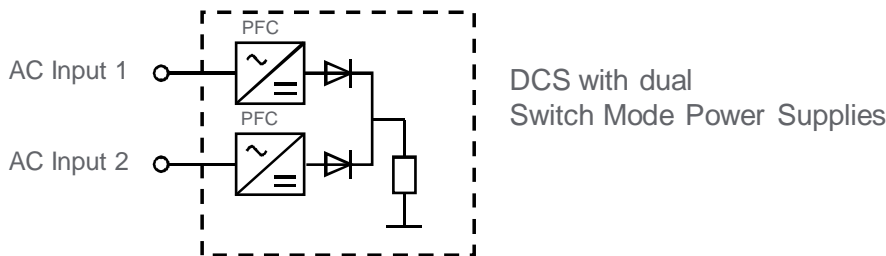 PFC
AC Input 1
DCS with dual
Switch Mode Power Supplies
PFC
AC Input 2